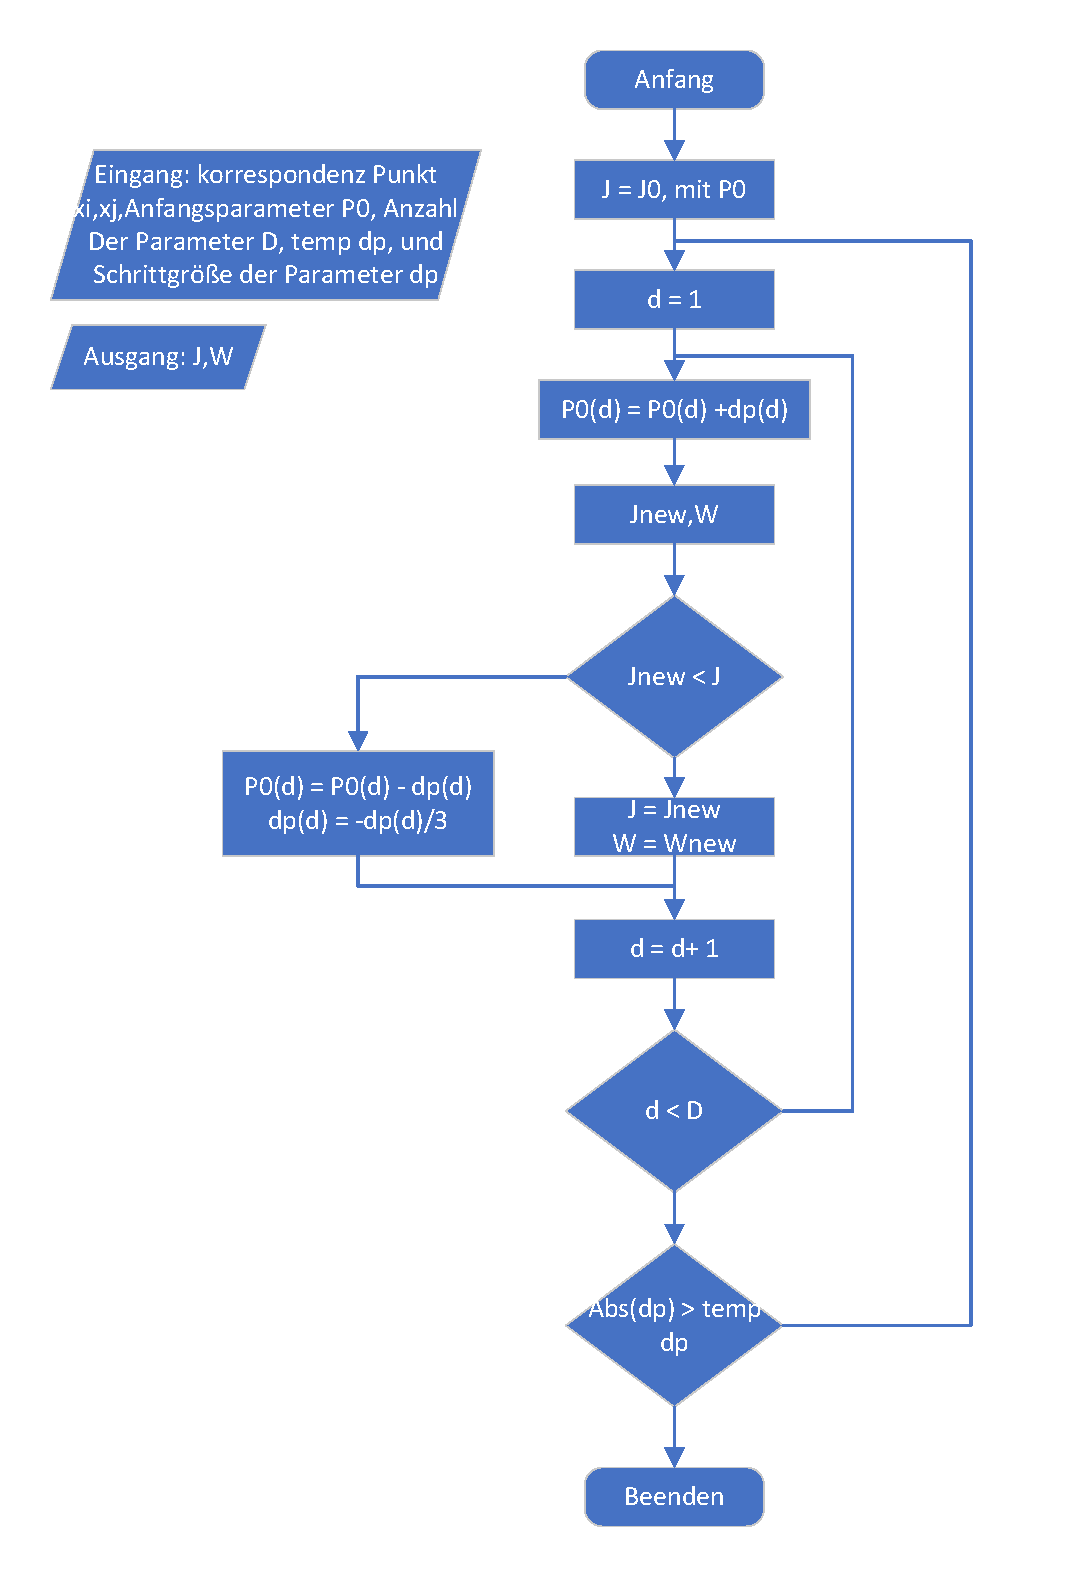 Anfang
Eingang: korrespondenz Punkt
xi,xj,Anfangsparameter P0, Anzahl
Der Parameter D, temp dp, und
Schrittgröße der Parameter dp
J = J0, mit P0
d = 1
Ausgang: J,W
P0(d) = P0(d) +dp(d)
Jnew,W
Jnew < J
P0(d) = P0(d) - dp(d)
dp(d) = -dp(d)/3
J = Jnew
W = Wnew
d = d+ 1
d < D
Abs(dp) > temp
dp
Beenden